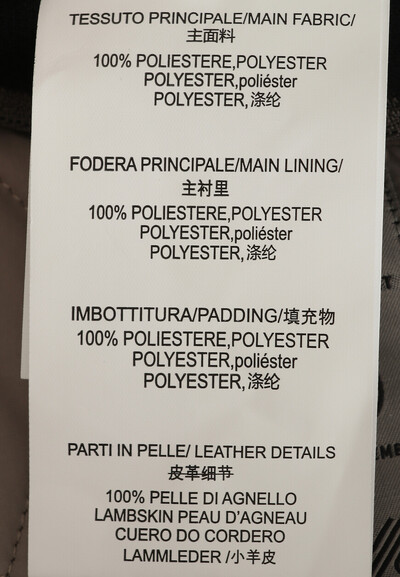 TESSUTO PRINCIPALE/MAIN FABRIC/
主面料
100% POLIESTERE,POLYESTER
POLYESTER,poliéster
POLYESTER,涤纶
FODERA PRINCIPALE/MAIN LINING/
主衬里
100% POLIESTERE,POLYESTER
POLYESTER,poliéster
POLYESTER,涤纶
IMBOTTITURA/PADDING/填充物
100% POLIESTERE,POLYESTER
POLYESTER,poliéster
POLYESTER,涤纶
PARTI IN PELLE/ LEATHER DETAILS
皮革细节
100% PELLE DI AGNELLO
LAMBSKIN PEAU D'AGNEAU
CUERO DO CORDERO
LAMMLEDER /小羊皮